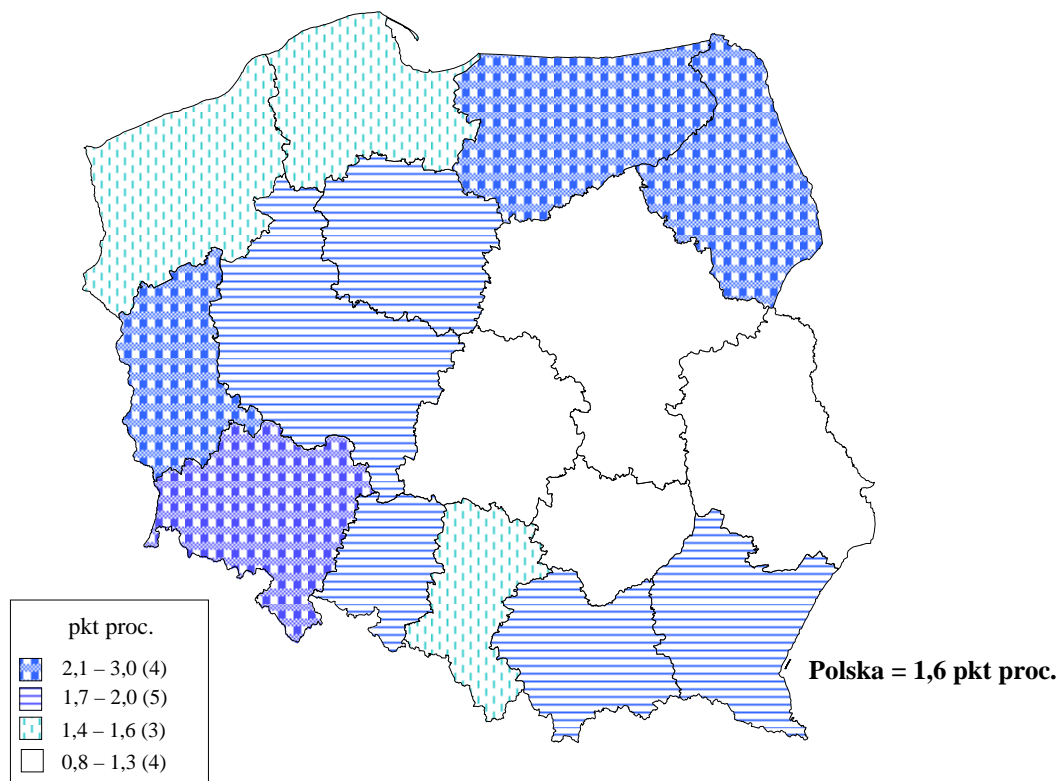 pkt proc.
2,1 – 3,0 (4)
1,7 – 2,0 (5)
1,4 – 1,6 (3)
0,8 – 1,3 (4)
Polska = 1,6 pkt proc.